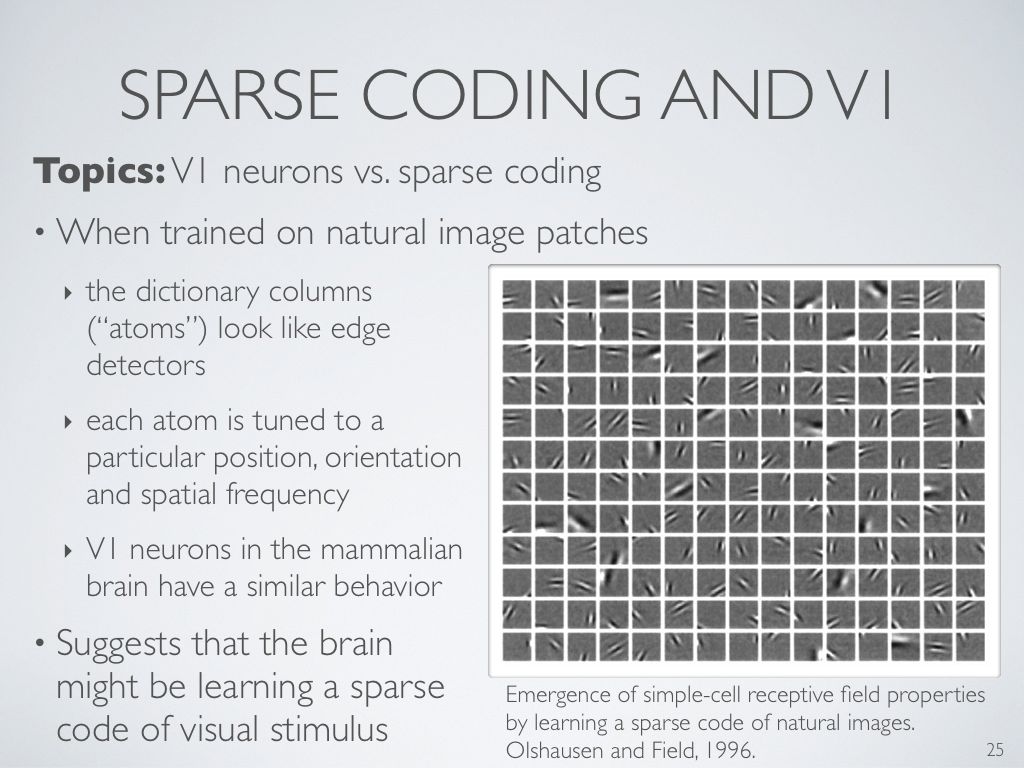 SPARSE CODING AND V1
Topics: V1 neurons vs. sparse coding
• When trained on natural image patches
‣ the dictionary columns
(“atoms”) look like edge
detectors
‣ each atom is tuned to a
particular position, orientation
and spatial frequency
‣ V1 neurons in the mammalian
brain have a similar behavior
• Suggests that the brain
might be learning a sparse
code of visual stimulus
Emergence of simple-cell receptive field properties
by learning a sparse code of natural images.
Olshausen and Field, 1996.
25